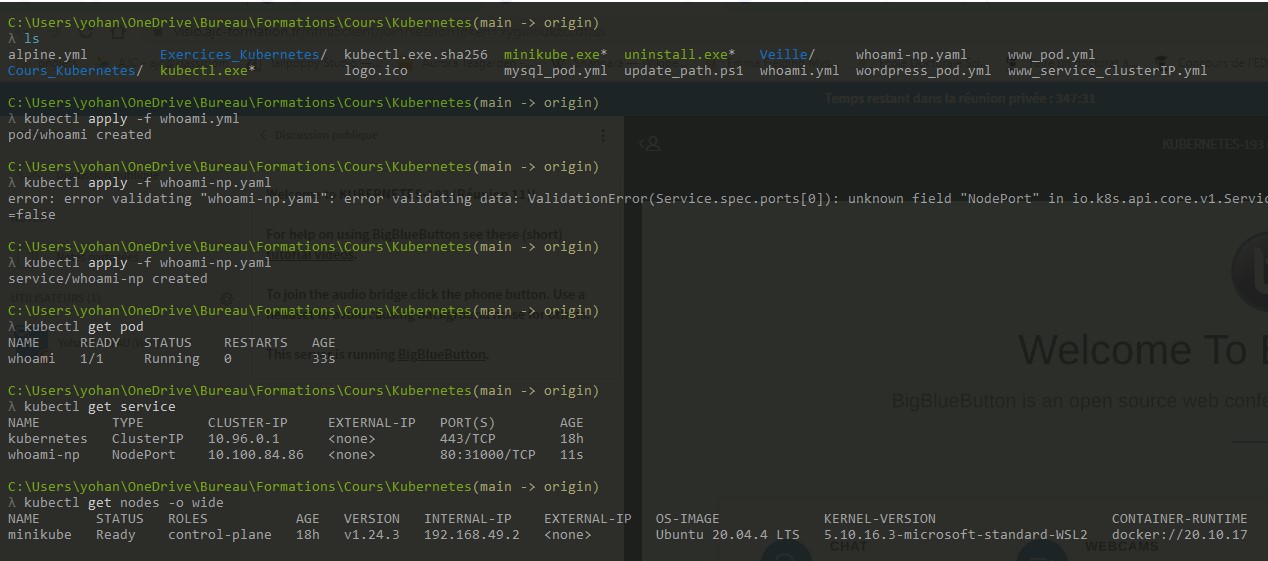 C:\Users\yohan\OneDrive\Bureau\Formations\Cours\Kubernetes(main -> origin)
λ ls
alpine.yml Exercices_Kubernetes/ kubectl.exe.sha256 minikube.exe* uninstall.exe* Veille/ whoami-np.yaml www_pod.yml
Cours_Kubernetes/ kubectl.exe* logo.ico mysql_pod.yml update_path.ps1 whoami.yml wordpress_pod.yml www_service_clusterIP.yml
Temps restant dans la réunion privée : 347:31
C:\Users\yohan\OneDrive\Bureau\Formations\Cours\Kubernetes(main -> origin)
λ kubectl apply -f whoami.yml
pod/whoami created
Discussion publique
KUBERNETES-193
C:\Users\yohan\OneDrive\Bureau\Formations\Cours\Kubernetes(main -> origin)
λ kubectl apply -f whoami-np.yaml
error: error validating "whoami-np.yaml": error validating data: ValidationError(Service.spec.ports[0]): unknown field "NodePort" in io.k8s.api.core.v1.Servic
=false
For help on using BigBlueButton see these (short)
tutorial videos.
C:\Users\yohan\OneDrive\Bureau\Formations\Cours\Kubernetes(main -> origin)
λ kubectl apply -f whoami-np.yaml
service/whoami-np created
To join the audio bridge click the phone button. Use a
UTILISATEURS (1)
C:\Users\yohan\OneDrive\Bureau\Formations\Cours\Kubernetes(main -> origin)
λ kubectl get pod
NAME READY STATUS RESTARTS AGE
whoami 1/1 Running 0 33s
This server is running BigBlueButton.
Welcome To
BigBlueButton is an open source web conf
C:\Users\yohan\OneDrive\Bureau\Formations\Cours\Kubernetes(main -> origin)
λ kubectl get service
NAME TYPE CLUSTER-IP EXTERNAL-IP PORT(S) AGE
kubernetes ClusterIP 10.96.0.1 <none> 443/TCP 18h
whoami-np NodePort 10.100.84.86 <none> 80:31000/TCP 11s
C:\Users\yohan\OneDrive\Bureau\Formations\Cours\Kubernetes(main -> origin)
λ kubectl get nodes -o wide
NAME STATUS ROLES AGE VERSION INTERNAL-IP EXTERNAL-IP OS-IMAGE KERNEL-VERSION CONTAINER-RUNTIME
minikube Ready control-plane 18h v1.24.3 192.168.49.2 <none> Ubuntu 20.04.4 LTS 5.10.16.3-microsoft-standard-WSL2 docker://20.10.17
CHAT WEBCAMS